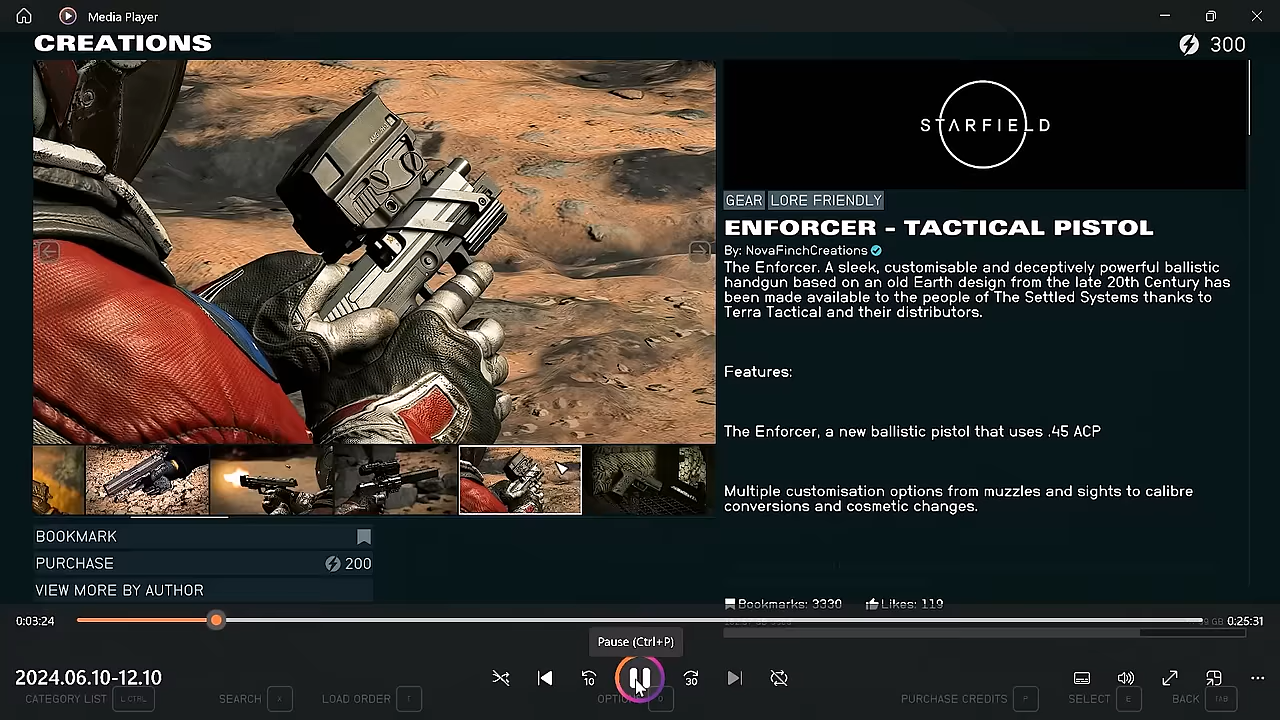 Media Player
CREATIONS
300
STARFIELD
GEAR LORE FRIENDLY
ENFORCER - TACTICAL PISTOL
By: NovaFinchCreations
The Enforcer. A sleek, customisable and deceptively powerful ballistic
handgun based on an old Earth design from the late 20th Century has
been made available to the people of The Settled Systems thanks to
Terra Tactical and their distributors.
Features:
The Enforcer, a new ballistic pistol that uses .45 ACP
Multiple customisation options from muzzles and sights to calibre
conversions and cosmetic changes.
BOOKMARK
PURCHASE 200
VIEW MORE BY AUTHOR
Bookmarks: 3330 Likes: 119
0:03:24
0:25:31
Pause (Ctrl+P)
2024.06.10-12.10
10
30
CATEGORY LIST L.CTRL
SEARCH X
LOAD ORDER T
PURCHASE CREDITS P
SELECT E
BACK TAB